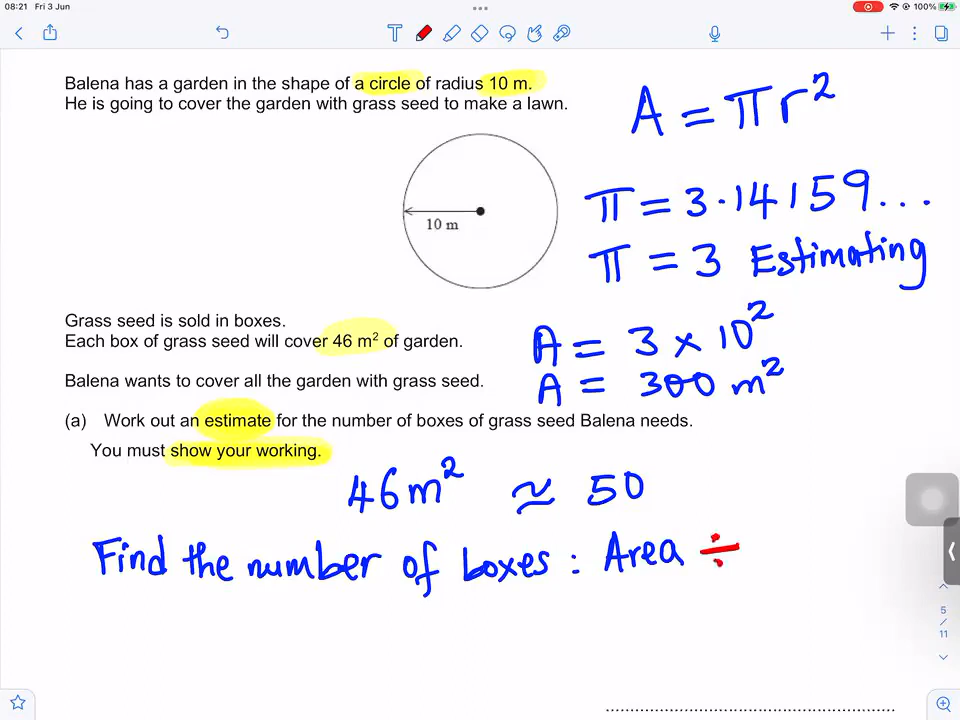 08:21 Fri 3 Jun
100%
Balena has a garden in the shape of a circle of radius 10 m.
He is going to cover the garden with grass seed to make a lawn.
A = πr²
10 m
π = 3·14159...
π = 3 Estimating
Grass seed is sold in boxes.
Each box of grass seed will cover 46 m² of garden.
A = 3 × 10²
A = 300 m²
Balena wants to cover all the garden with grass seed.
(a) Work out an estimate for the number of boxes of grass seed Balena needs.
You must show your working.
46m² ≈ 50
Find the number of boxes : Area ÷
5
/
11